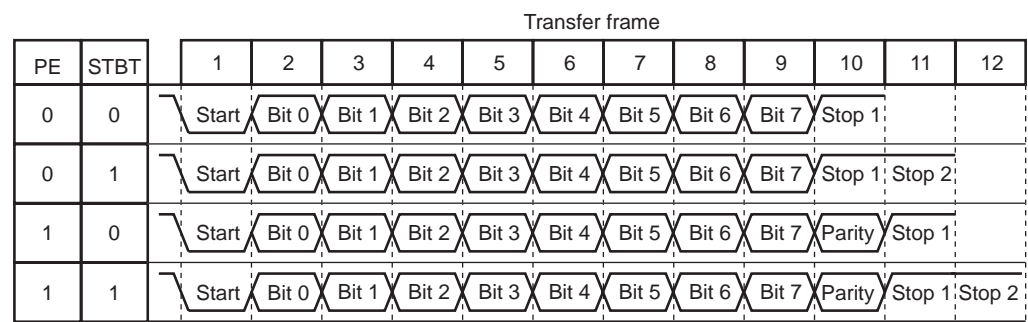 Transfer frame
PE STBT 1 2 3 4 5 6 7 8 9 10 11 12
0 0 Start Bit 0 Bit 1 Bit 2 Bit 3 Bit 4 Bit 5 Bit 6 Bit 7 Stop 1
0 1 Start Bit 0 Bit 1 Bit 2 Bit 3 Bit 4 Bit 5 Bit 6 Bit 7 Stop 1 Stop 2
1 0 Start Bit 0 Bit 1 Bit 2 Bit 3 Bit 4 Bit 5 Bit 6 Bit 7 Parity Stop 1
1 1 Start Bit 0 Bit 1 Bit 2 Bit 3 Bit 4 Bit 5 Bit 6 Bit 7 Parity Stop 1 Stop 2